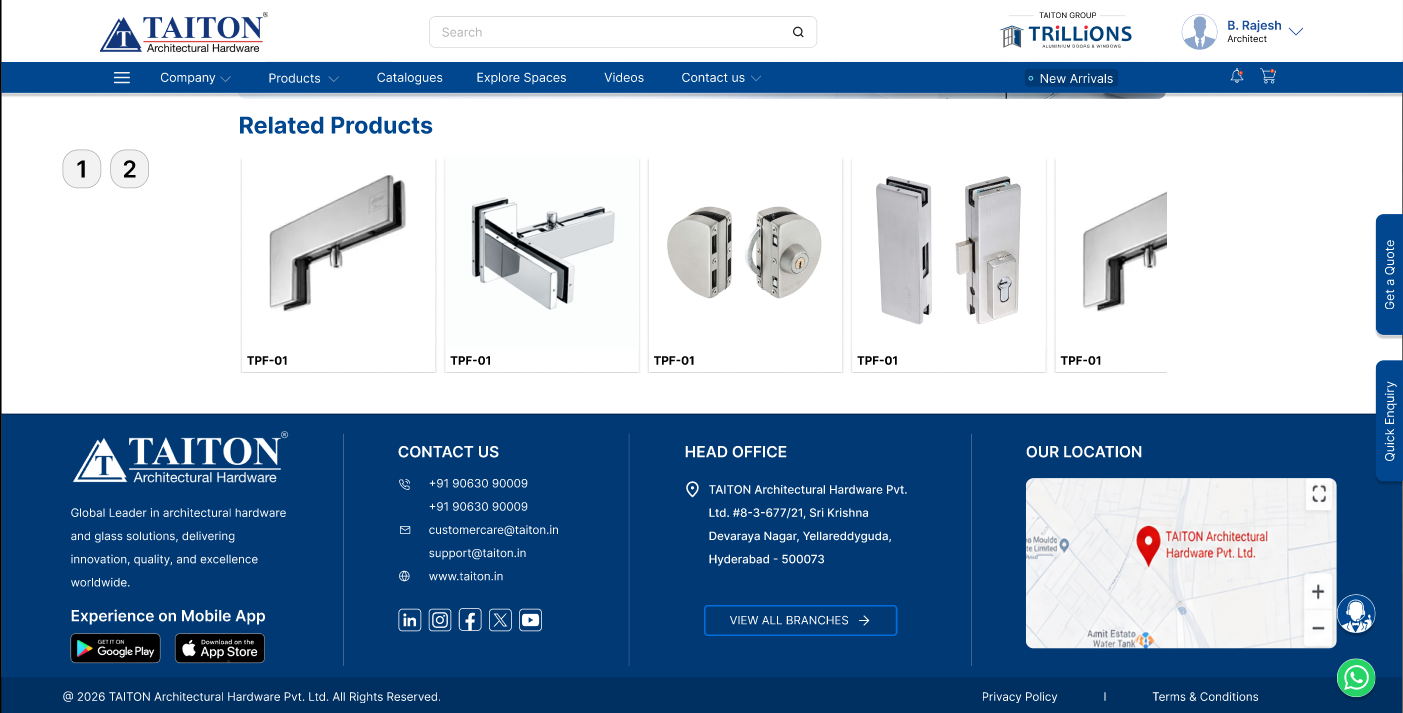 TAITON®
Architectural Hardware
Search
TAITON GROUP
TRiLLiONS
ALUMINIUM DOORS & WINDOWS
B. Rajesh
Architect
Company
Products
Catalogues
Explore Spaces
Videos
Contact us
New Arrivals
Related Products
1 2
TPF-01
TPF-01
TPF-01
TPF-01
TPF-01
Get a Quote
Quick Enquiry
TAITON®
Architectural Hardware
Global Leader in architectural hardware
and glass solutions, delivering
innovation, quality, and excellence
worldwide.
Experience on Mobile App
GET IT ON
Google Play
Download on the
App Store
CONTACT US
+91 90630 90009
+91 90630 90009
customercare@taiton.in
support@taiton.in
www.taiton.in
HEAD OFFICE
TAITON Architectural Hardware Pvt.
Ltd. #8-3-677/21, Sri Krishna
Devaraya Nagar, Yellareddyguda,
Hyderabad - 500073
VIEW ALL BRANCHES
OUR LOCATION
Moulds
te Limited
TAITON Architectural
Hardware Pvt. Ltd.
Amit Estato
Water Tank
@ 2026 TAITON Architectural Hardware Pvt. Ltd. All Rights Reserved.
Privacy Policy
|
Terms & Conditions